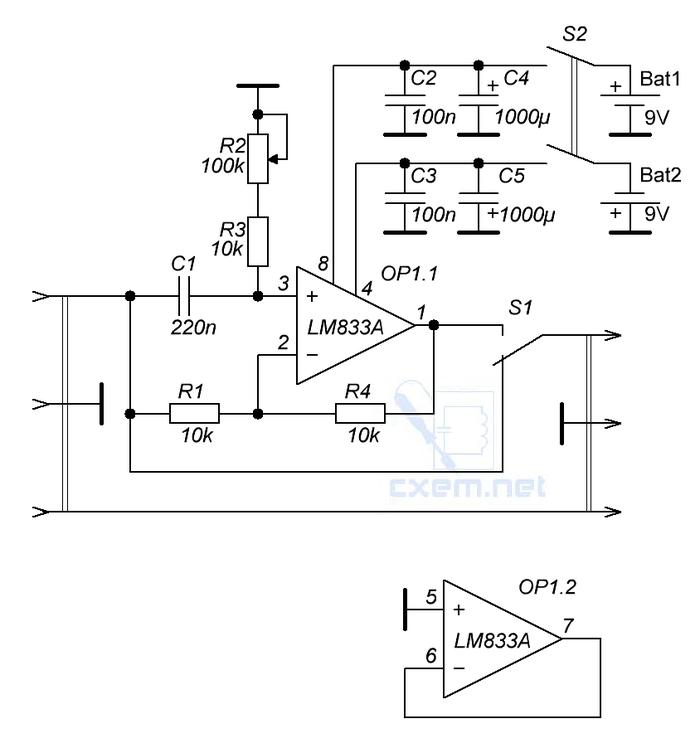 S2
C2
C4
+
+
Bat1
100n
1000µ
9V
R2
100k
C3
C5
Bat2
100n
+
1000µ
+
9V
R3
10k
8
OP1.1
4
C1
3
+
1
S1
220n
LM833A
2
−
R1
R4
10k
10k
cxem.net
OP1.2
5
+
7
LM833A
6
−